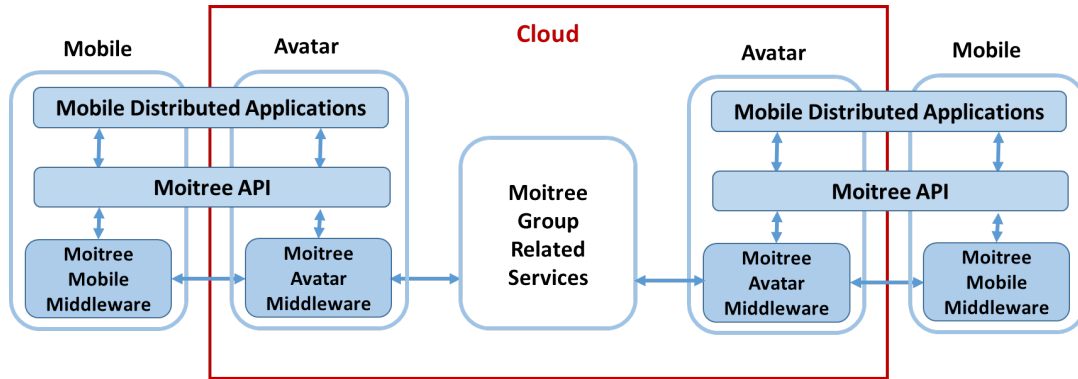 Cloud
Mobile
Avatar
Avatar
Mobile
Mobile Distributed Applications
Mobile Distributed Applications
Moitree API
Moitree API
Moitree
Group
Related
Services
Moitree
Mobile
Middleware
Moitree
Avatar
Middleware
Moitree
Avatar
Middleware
Moitree
Mobile
Middleware